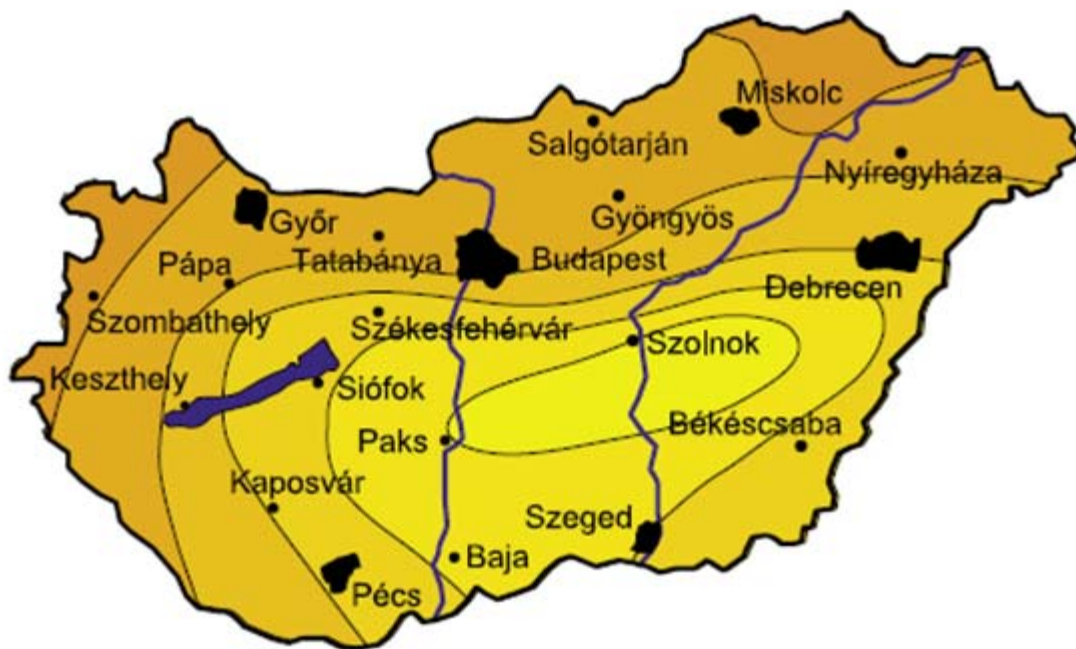 Miskolc
Salgótarján
Nyíregyháza
Gyöngyös
Győr
Tatabánya
Budapest
Pápa
Debrecen
Szombathely
Székesfehérvár
Szolnok
Keszthely
Siófok
Békéscsaba
Paks
Kaposvár
Szeged
Baja
Pécs